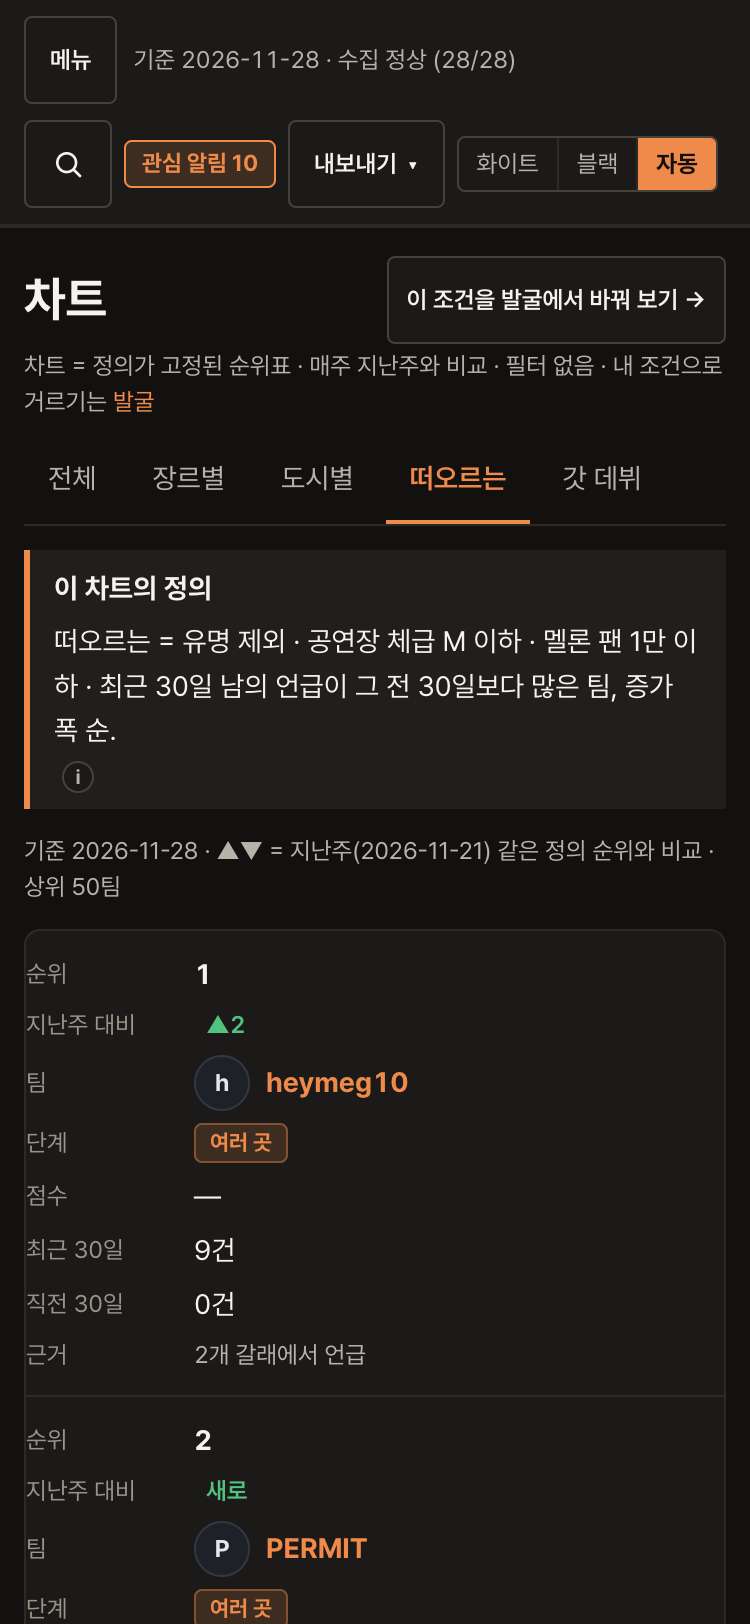 메뉴
기준 2026-11-28 · 수집 정상 (28/28)
관심 알림 10
내보내기 ▾
화이트
블랙
자동
차트
이 조건을 발굴에서 바꿔 보기 →
차트 = 정의가 고정된 순위표 · 매주 지난주와 비교 · 필터 없음 · 내 조건으로
거르기는 발굴
전체
장르별
도시별
떠오르는
갓 데뷔
이 차트의 정의
떠오르는 = 유명 제외 · 공연장 체급 M 이하 · 멜론 팬 1만 이
하 · 최근 30일 남의 언급이 그 전 30일보다 많은 팀, 증가
폭 순.
i
기준 2026-11-28 · ▲▼ = 지난주(2026-11-21) 같은 정의 순위와 비교 ·
상위 50팀
순위 1
지난주 대비 ▲2
팀 h heymeg10
단계 여러 곳
점수 —
최근 30일 9건
직전 30일 0건
근거 2개 갈래에서 언급
순위 2
지난주 대비 새로
팀 P PERMIT
단계 여러 곳